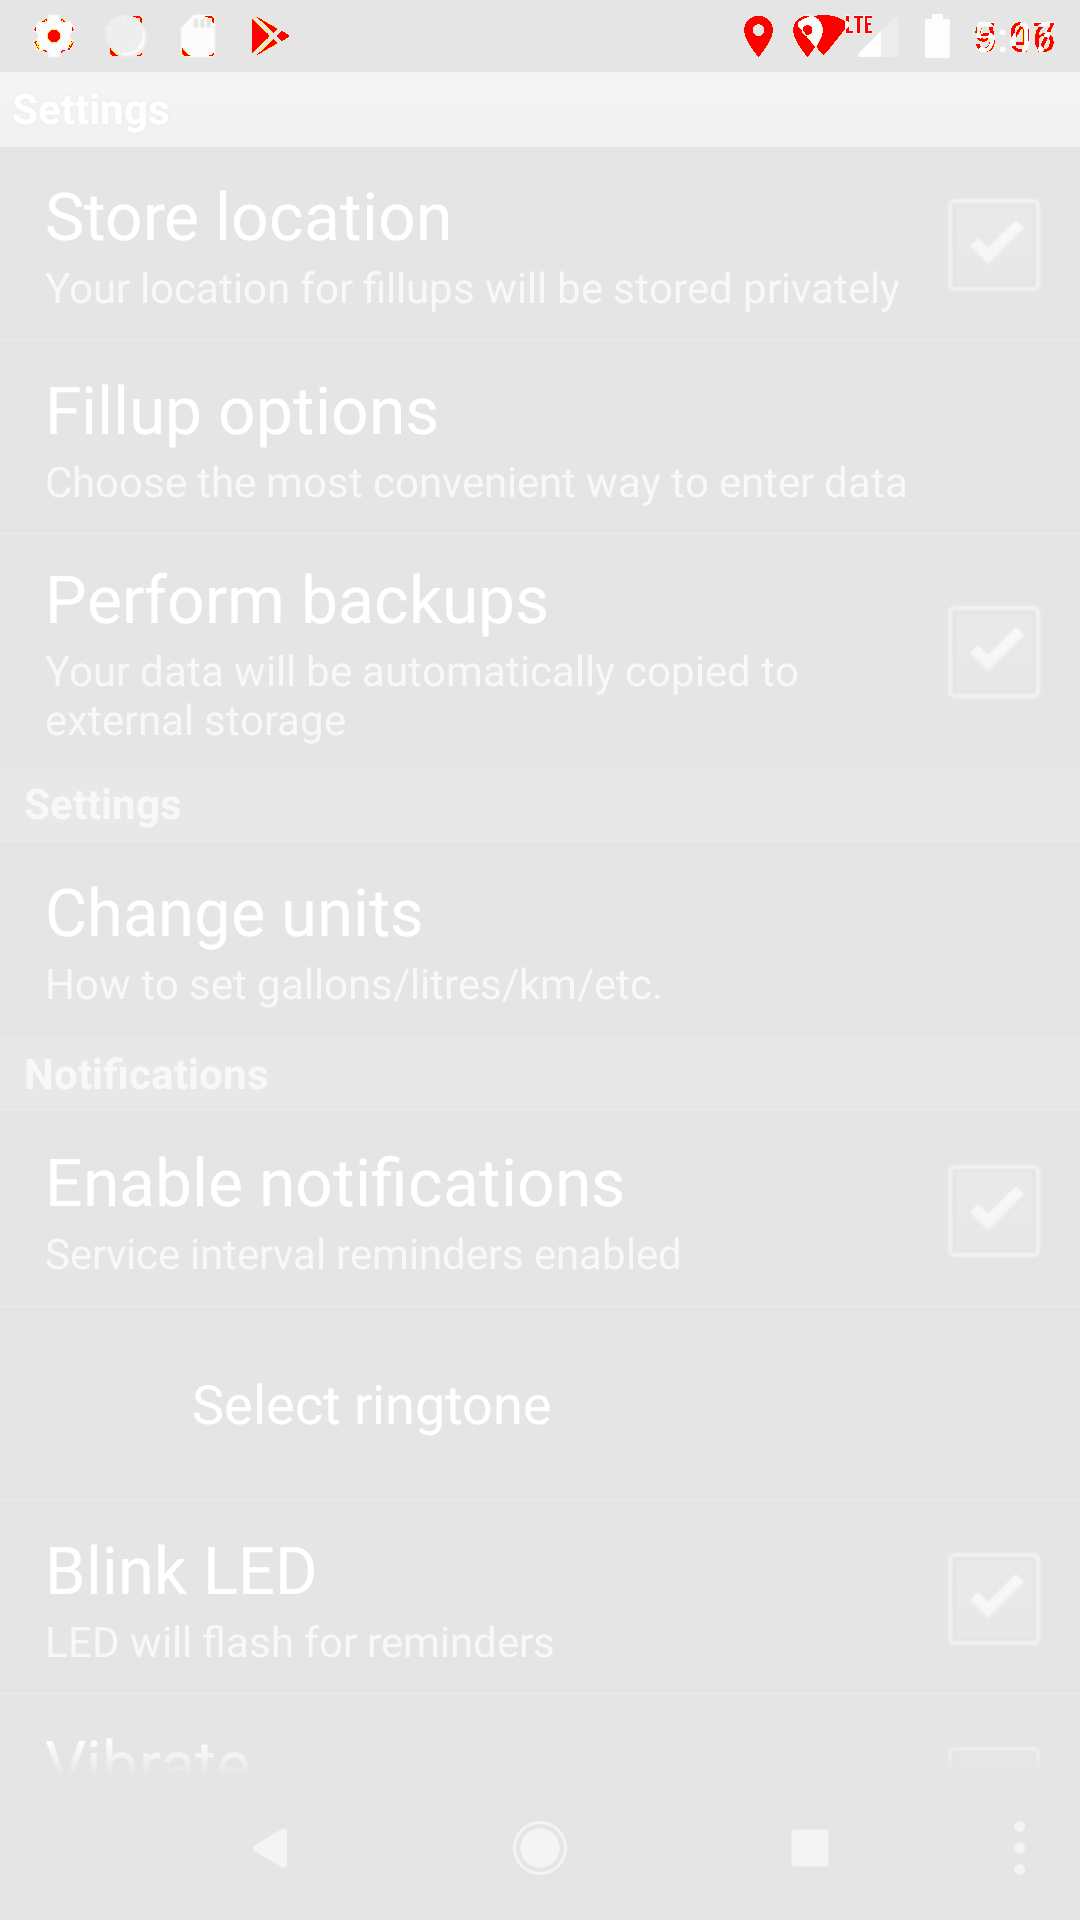 LTE
Settings
Store location
Your location for fillups will be stored privately
Fillup options
Choose the most convenient way to enter data
Perform backups
Your data will be automatically copied to
external storage
Settings
Change units
How to set gallons/litres/km/etc.
Notifications
Enable notifications
Service interval reminders enabled
Select ringtone
Blink LED
LED will flash for reminders
Vibrate